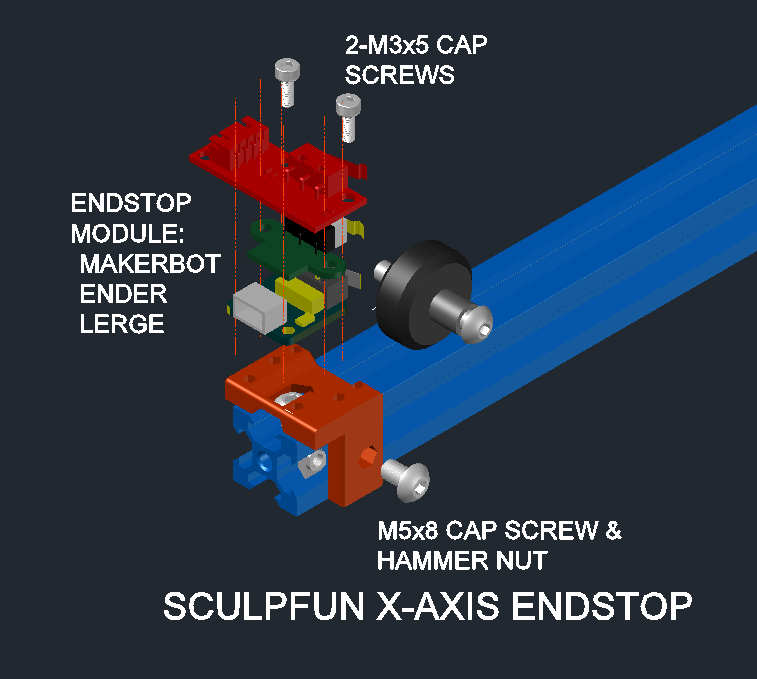 2-M3x5 CAP
SCREWS
ENDSTOP
MODULE:
MAKERBOT
ENDER
LERGE
M5x8 CAP SCREW &
HAMMER NUT
SCULPFUN X-AXIS ENDSTOP